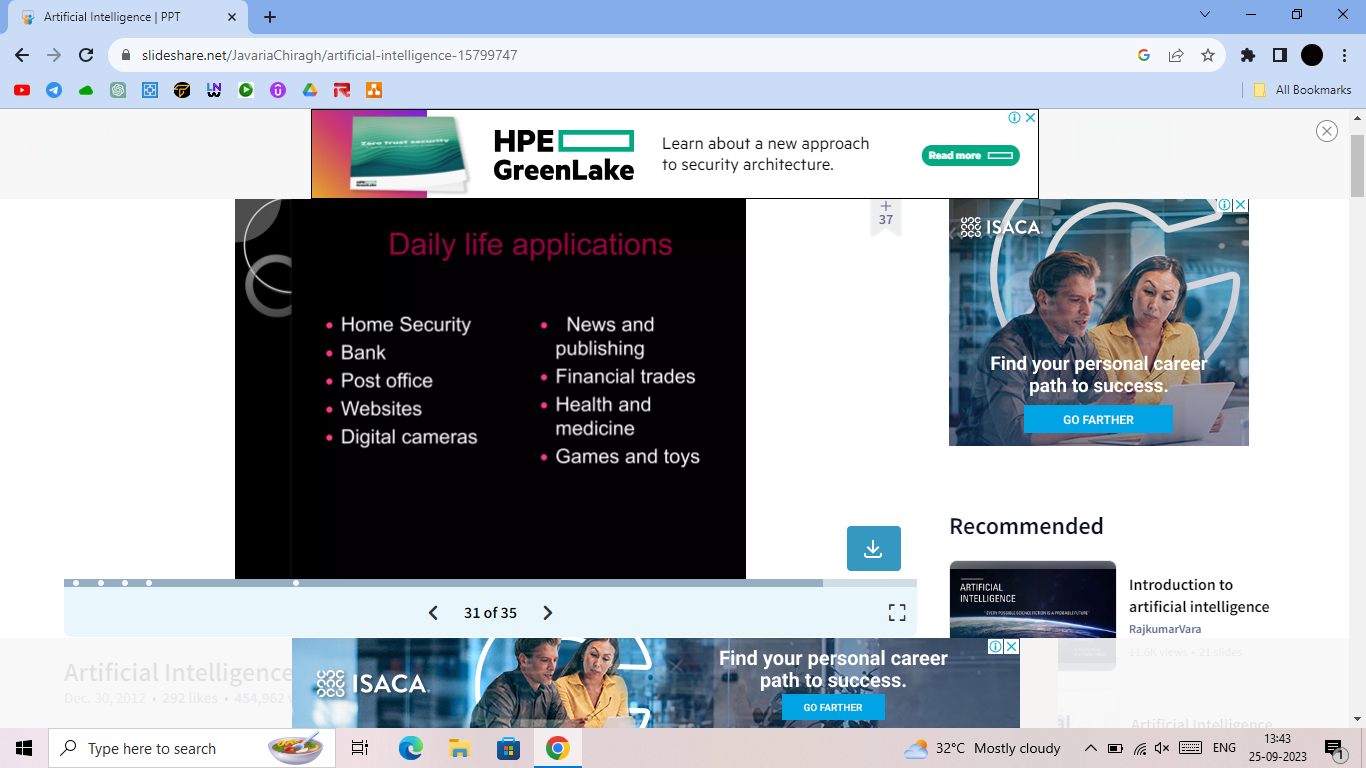 Artificial Intelligence | PPT
slideshare.net/JavariaChiragh/artificial-intelligence-15799747
All Bookmarks
Zero trust security
HPE
GreenLake
Learn about a new approach
to security architecture.
Read more
37
Daily life applications
• Home Security
• Bank
• Post office
• Websites
• Digital cameras
• News and
publishing
• Financial trades
• Health and
medicine
• Games and toys
ISACA
Find your personal career
path to success.
GO FARTHER
Recommended
ARTIFICIAL
INTELLIGENCE
"EVERY POSSIBLE SCIENCE FICTION IS A PROBABLE FUTURE"
Introduction to
artificial intelligence
RajkumarVara
11.6K views • 21 slides
31 of 35
Artificial Intelligence
Dec. 30, 2012 • 292 likes • 454,962 v
ISACA.
Find your personal career
path to success.
GO FARTHER
al
Artificial Intelligence
Type here to search
32°C Mostly cloudy
ENG
13:43
25-09-2023
1